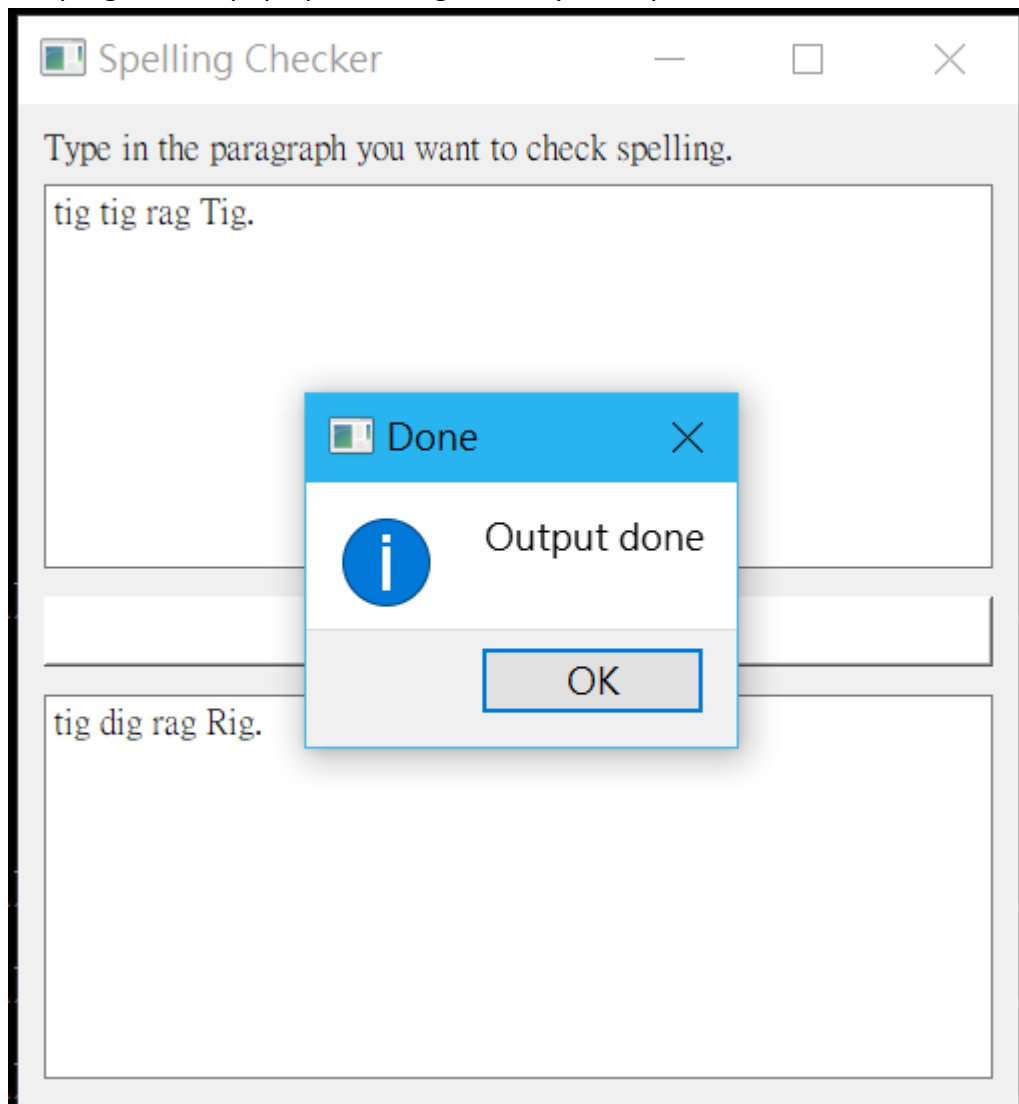 Spelling Checker
Type in the paragraph you want to check spelling.
tig tig rag Tig.
Done
Output done
OK
tig dig rag Rig.